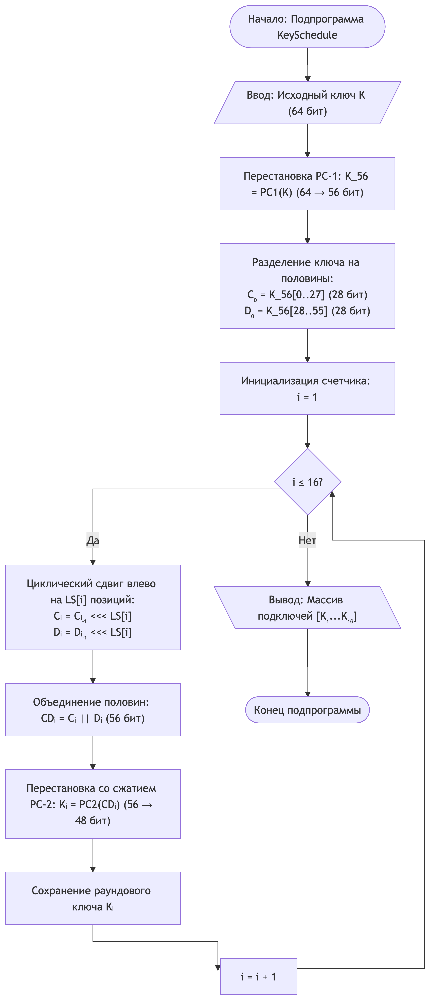 Начало: Подпрограмма
KeySchedule
Ввод: Исходный ключ K
(64 бит)
Перестановка PC-1: K_56
= PC1(K) (64 → 56 бит)
Разделение ключа на
половины:
C₀ = K_56[0..27] (28 бит)
D₀ = K_56[28..55] (28 бит)
Инициализация счетчика:
i = 1
i ≤ 16?
Да
Нет
Циклический сдвиг влево
на LS[i] позиций:
Cᵢ = Cᵢ₋₁ <<< LS[i]
Dᵢ = Dᵢ₋₁ <<< LS[i]
Вывод: Массив
подключей [K₁...K₁₆]
Объединение половин:
CDᵢ = Cᵢ || Dᵢ (56 бит)
Конец подпрограммы
Перестановка со сжатием
PC-2: Kᵢ = PC2(CDᵢ) (56 →
48 бит)
Сохранение раундового
ключа Kᵢ
i = i + 1